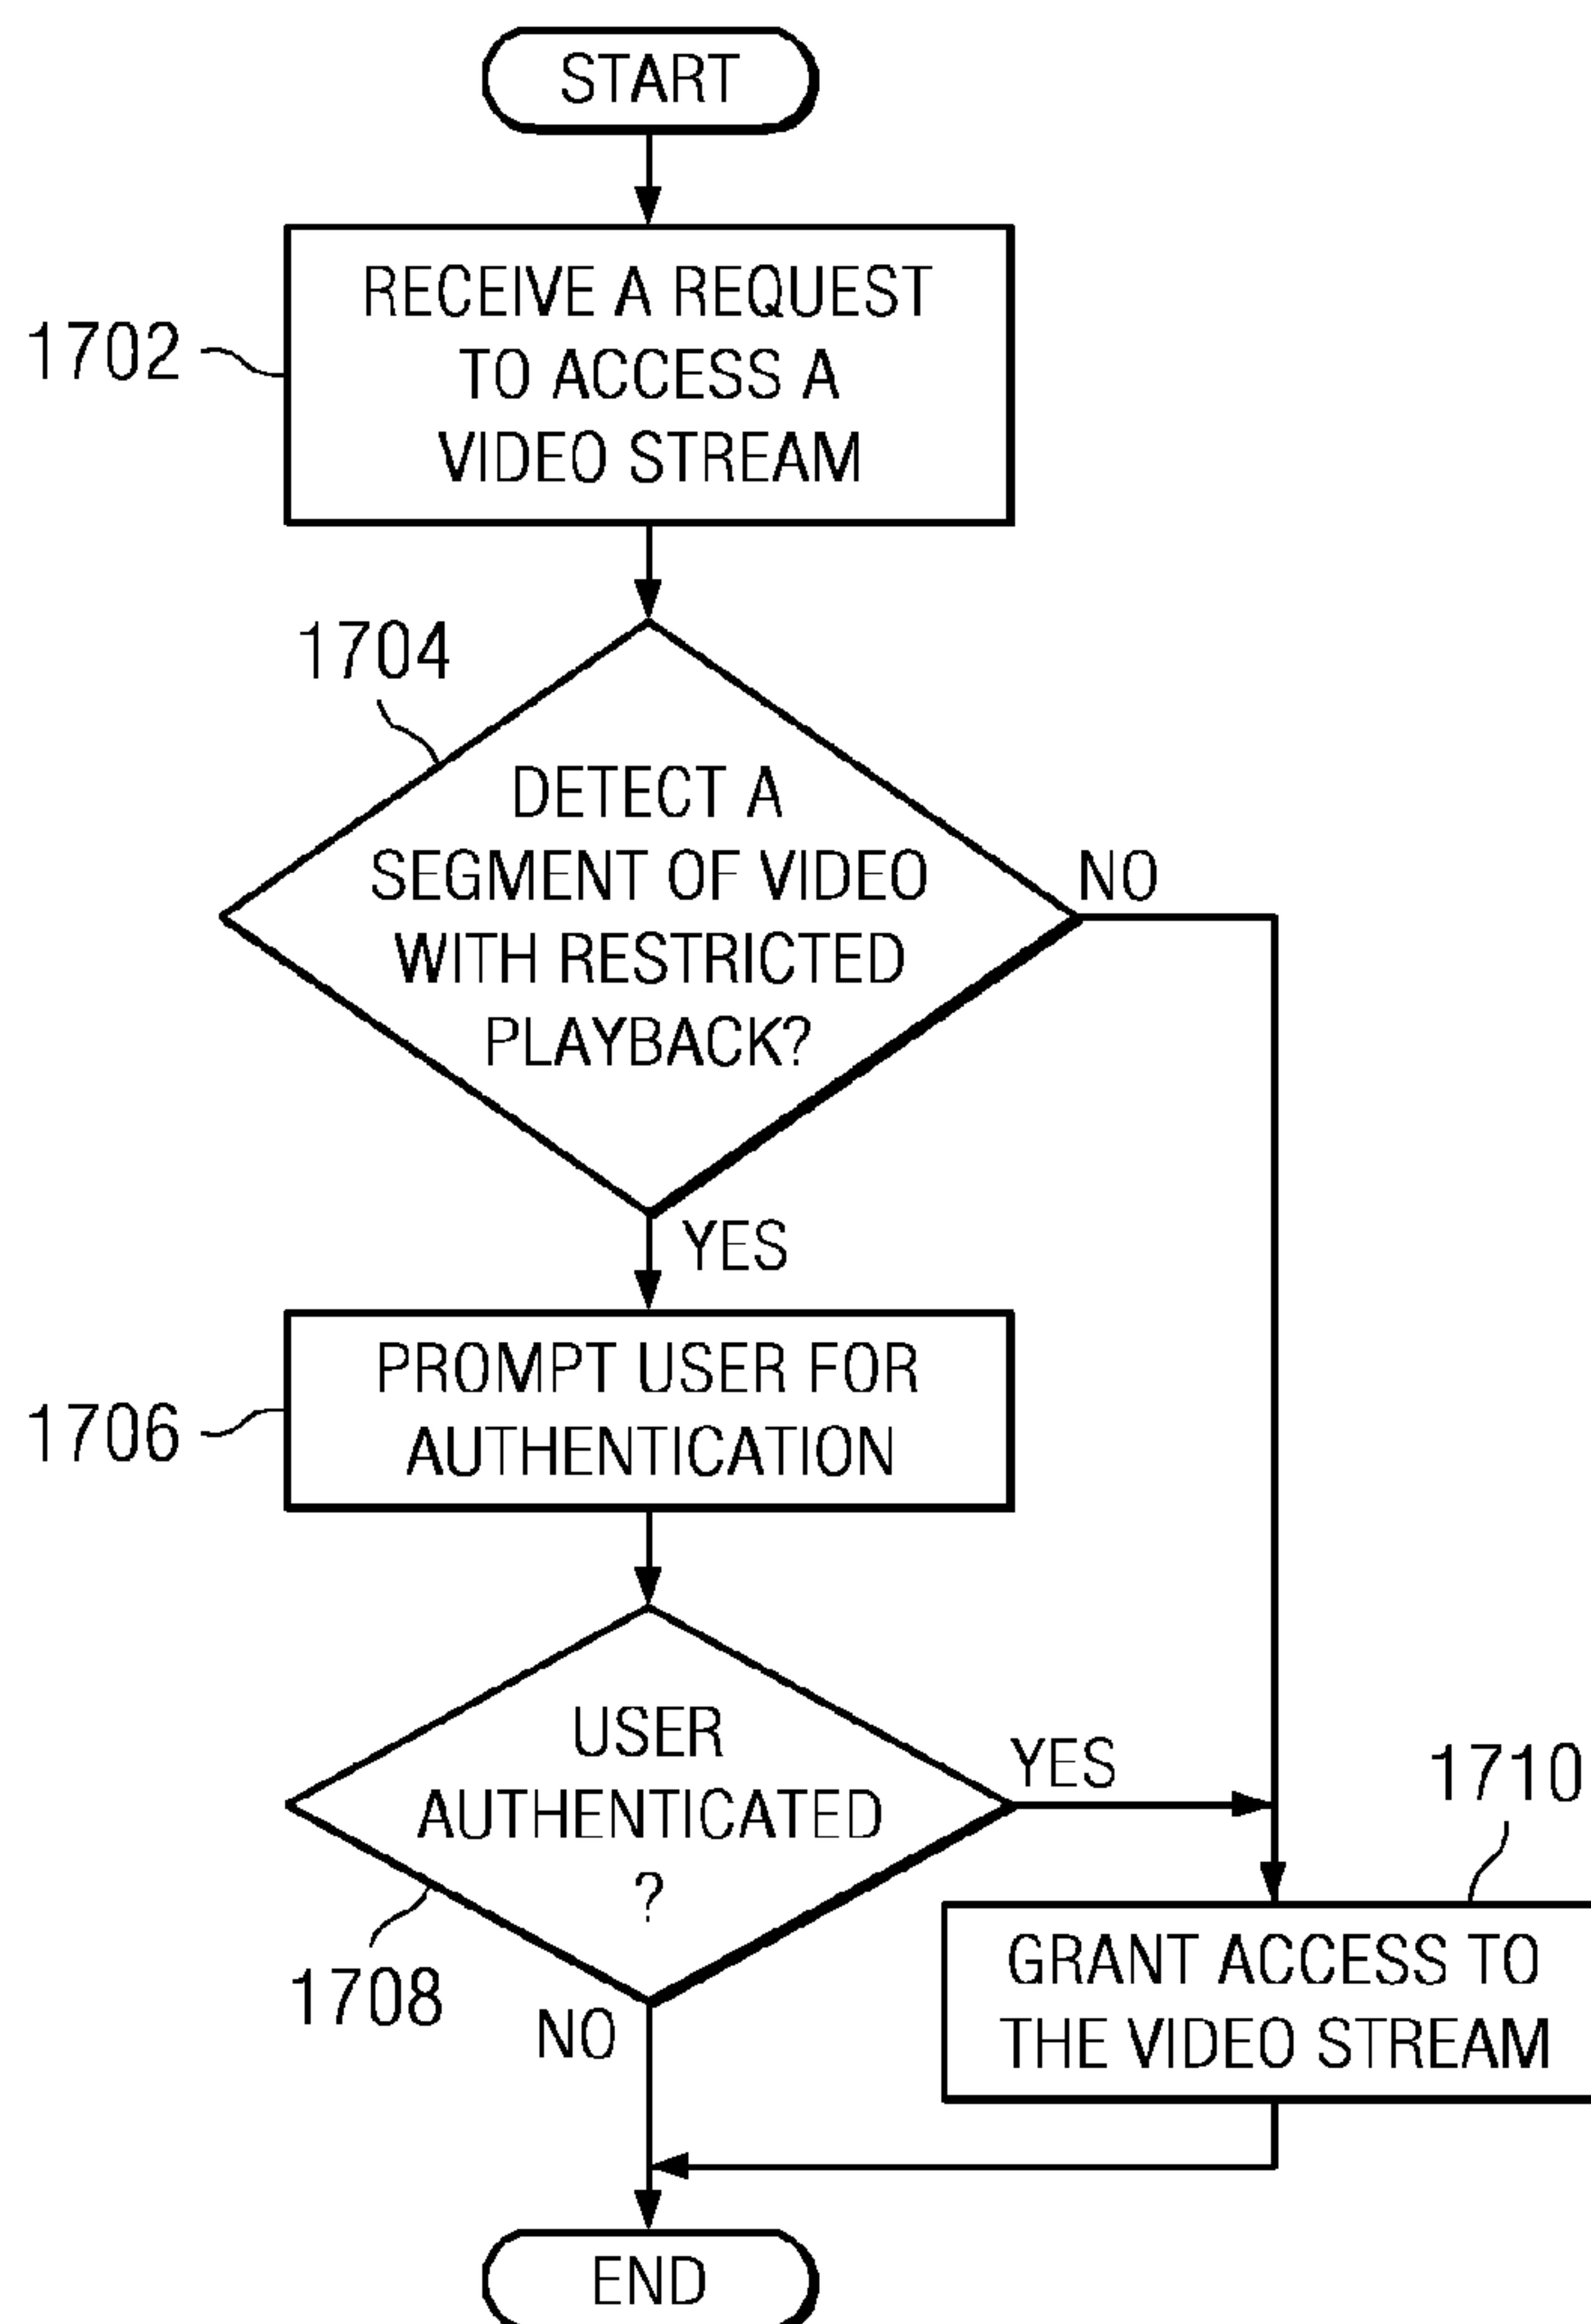 START
1702
RECEIVE A REQUEST
TO ACCESS A
VIDEO STREAM
1704
DETECT A
SEGMENT OF VIDEO
WITH RESTRICTED
PLAYBACK?
NO
YES
1706
PROMPT USER FOR
AUTHENTICATION
USER
AUTHENTICATED
?
YES
1710
1708
NO
GRANT ACCESS TO
THE VIDEO STREAM
END